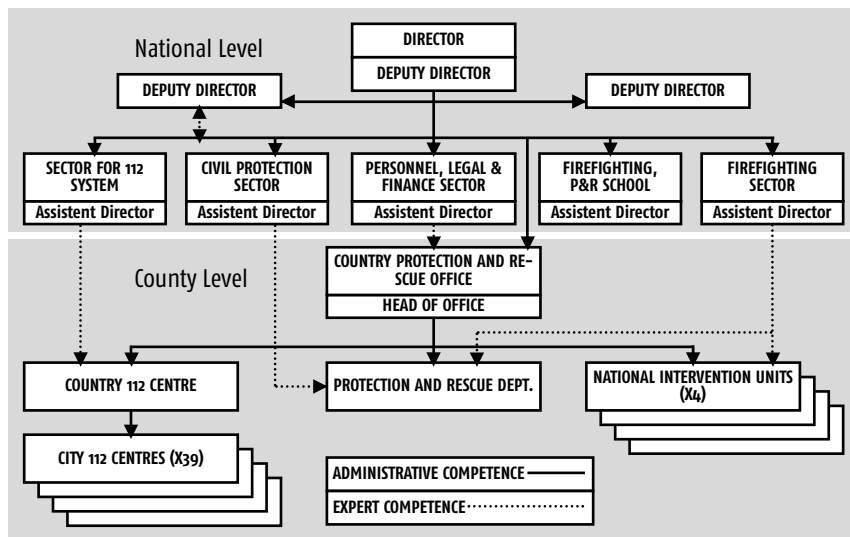 National Level
DIRECTOR
DEPUTY DIRECTOR
DEPUTY DIRECTOR
DEPUTY DIRECTOR
SECTOR FOR 112
SYSTEM
Assistent Director
CIVIL PROTECTION
SECTOR
Assistent Director
PERSONNEL, LEGAL &
FINANCE SECTOR
Assistent Director
FIREFIGHTING,
P&R SCHOOL
Assistent Director
FIREFIGHTING
SECTOR
Assistent Director
County Level
COUNTRY PROTECTION AND RE-
SCUE OFFICE
HEAD OF OFFICE
COUNTRY 112 CENTRE
PROTECTION AND RESCUE DEPT.
NATIONAL INTERVENTION UNITS
(X4)
CITY 112 CENTRES (X39)
ADMINISTRATIVE COMPETENCE
EXPERT COMPETENCE